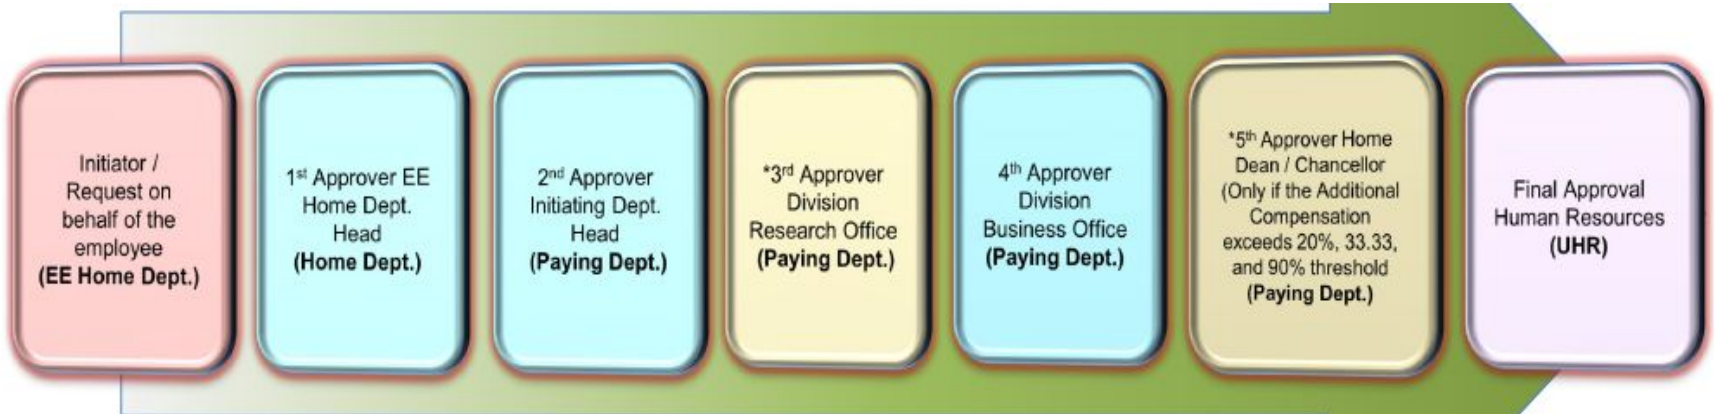 Initiator /
Request on
behalf of the
employee
(EE Home Dept.)
1st Approver EE
Home Dept.
Head
(Home Dept.)
2nd Approver
Initiating Dept.
Head
(Paying Dept.)
*3rd Approver
Division
Research Office
(Paying Dept.)
4th Approver
Division
Business Office
(Paying Dept.)
*5th Approver Home
Dean / Chancellor
(Only if the Additional
Compensation
exceeds 20%, 33.33,
and 90% threshold
(Paying Dept.)
Final Approval
Human Resources
(UHR)